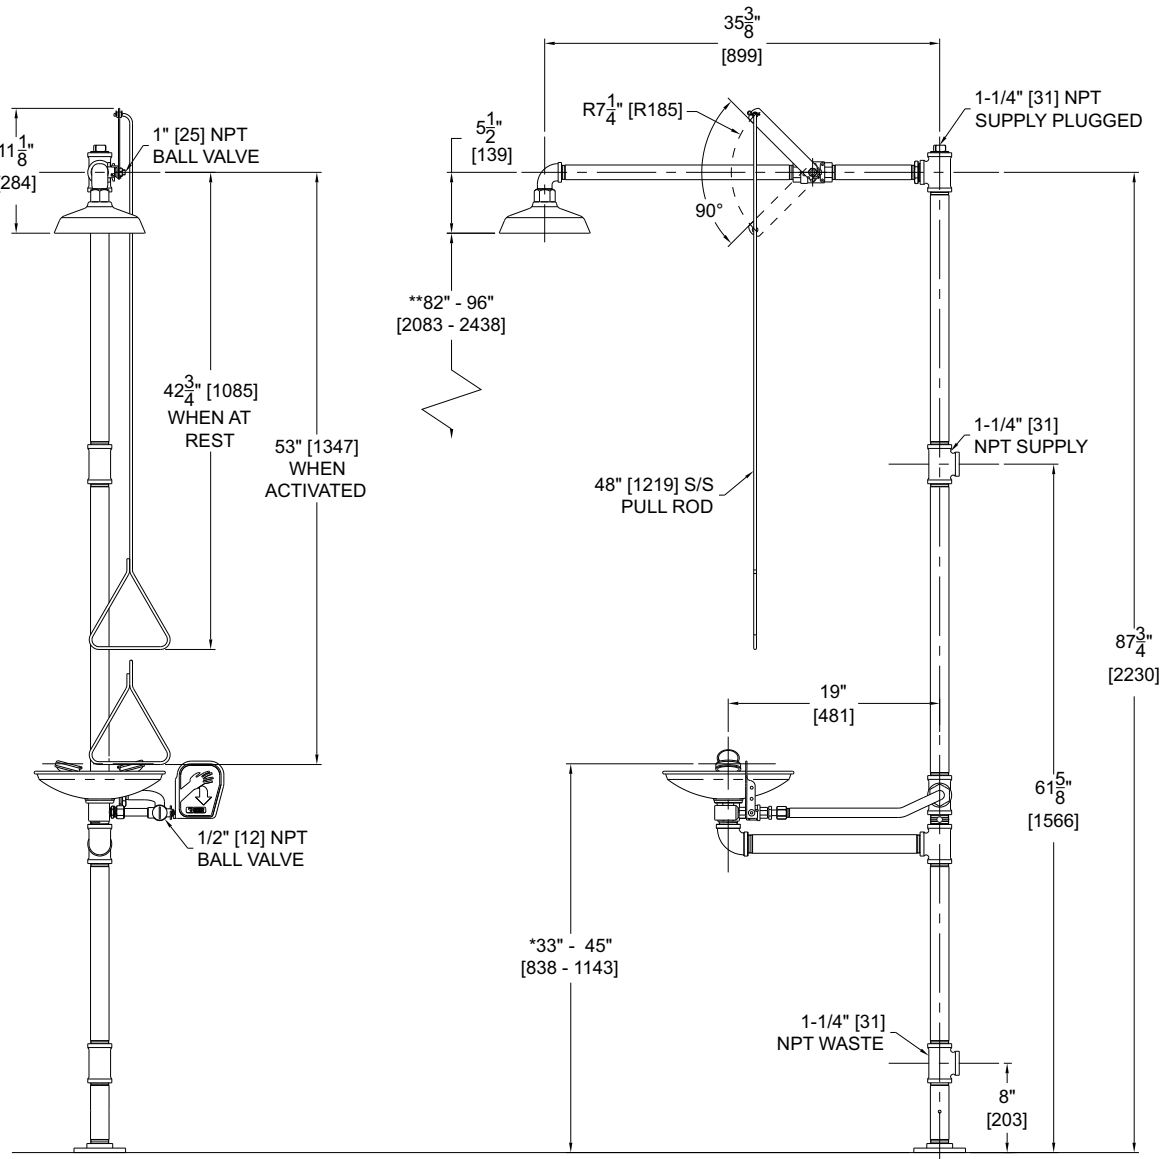 35 3/8"
[899]
1-1/4" [31] NPT
SUPPLY PLUGGED
R7 1/4" [R185]
5 1/2"
[139]
1" [25] NPT
BALL VALVE
11 1/8"
[284]
90°
**82" - 96"
[2083 - 2438]
42 3/4" [1085]
WHEN AT
REST
53" [1347]
WHEN
ACTIVATED
1-1/4" [31]
NPT SUPPLY
48" [1219] S/S
PULL ROD
87 3/4"
[2230]
19"
[481]
61 5/8"
[1566]
1/2" [12] NPT
BALL VALVE
*33" - 45"
[838 - 1143]
1-1/4" [31]
NPT WASTE
8"
[203]